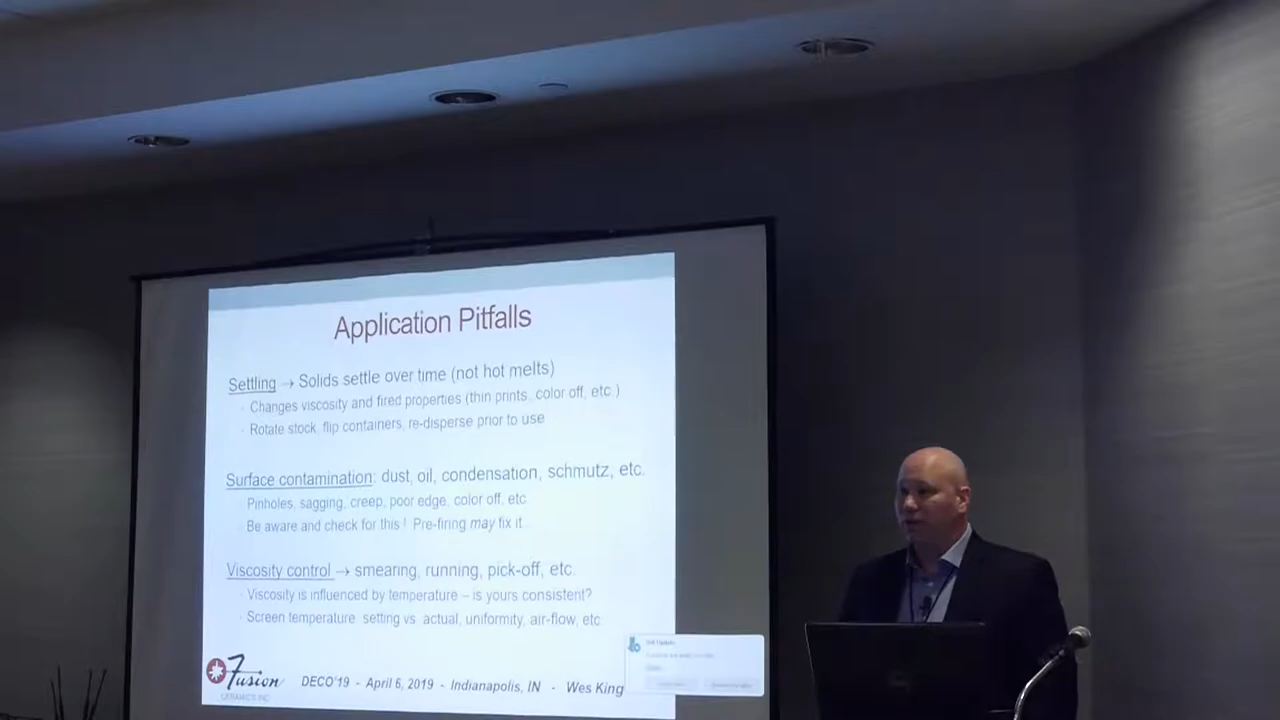 Application Pitfalls
Settling → Solids settle over time (not hot melts)
- Changes viscosity and fired properties (thin prints, color off, etc.)
- Rotate stock, flip containers, re-disperse prior to use
Surface contamination: dust, oil, condensation, schmutz, etc.
Pinholes, sagging, creep, poor edge, color off, etc
- Be aware and check for this! Pre-firing may fix it...
Viscosity control → smearing, running, pick-off, etc.
- Viscosity is influenced by temperature – is yours consistent?
- Screen temperature: setting vs. actual, uniformity, air-flow, etc.
Fusion
CERAMICS INC
DECO'19 - April 6, 2019 - Indianapolis, IN - Wes King